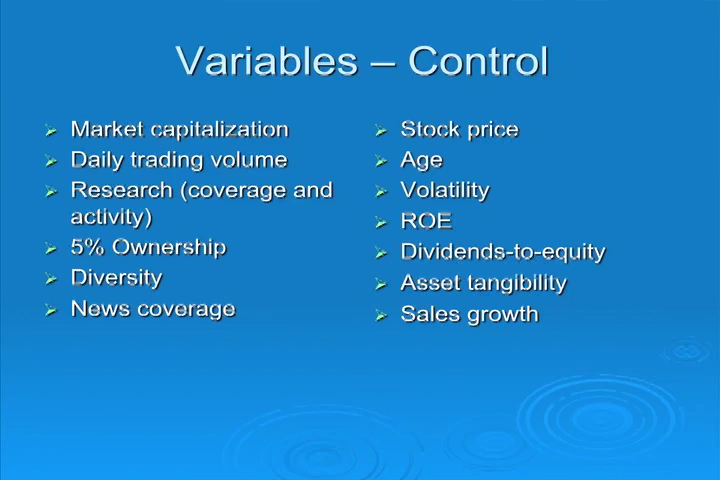 Variables – Control
Market capitalization
Daily trading volume
Research (coverage and
activity)
5% Ownership
Diversity
News coverage
Stock price
Age
Volatility
ROE
Dividends-to-equity
Asset tangibility
Sales growth